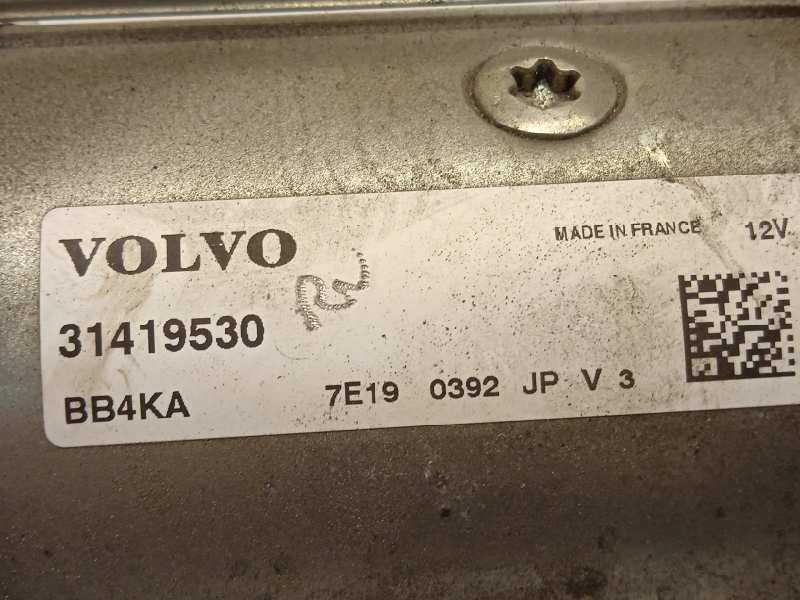 VOLVO
MADE IN FRANCE 12V
31419530
BB4KA 7E19 0392 JP V 3